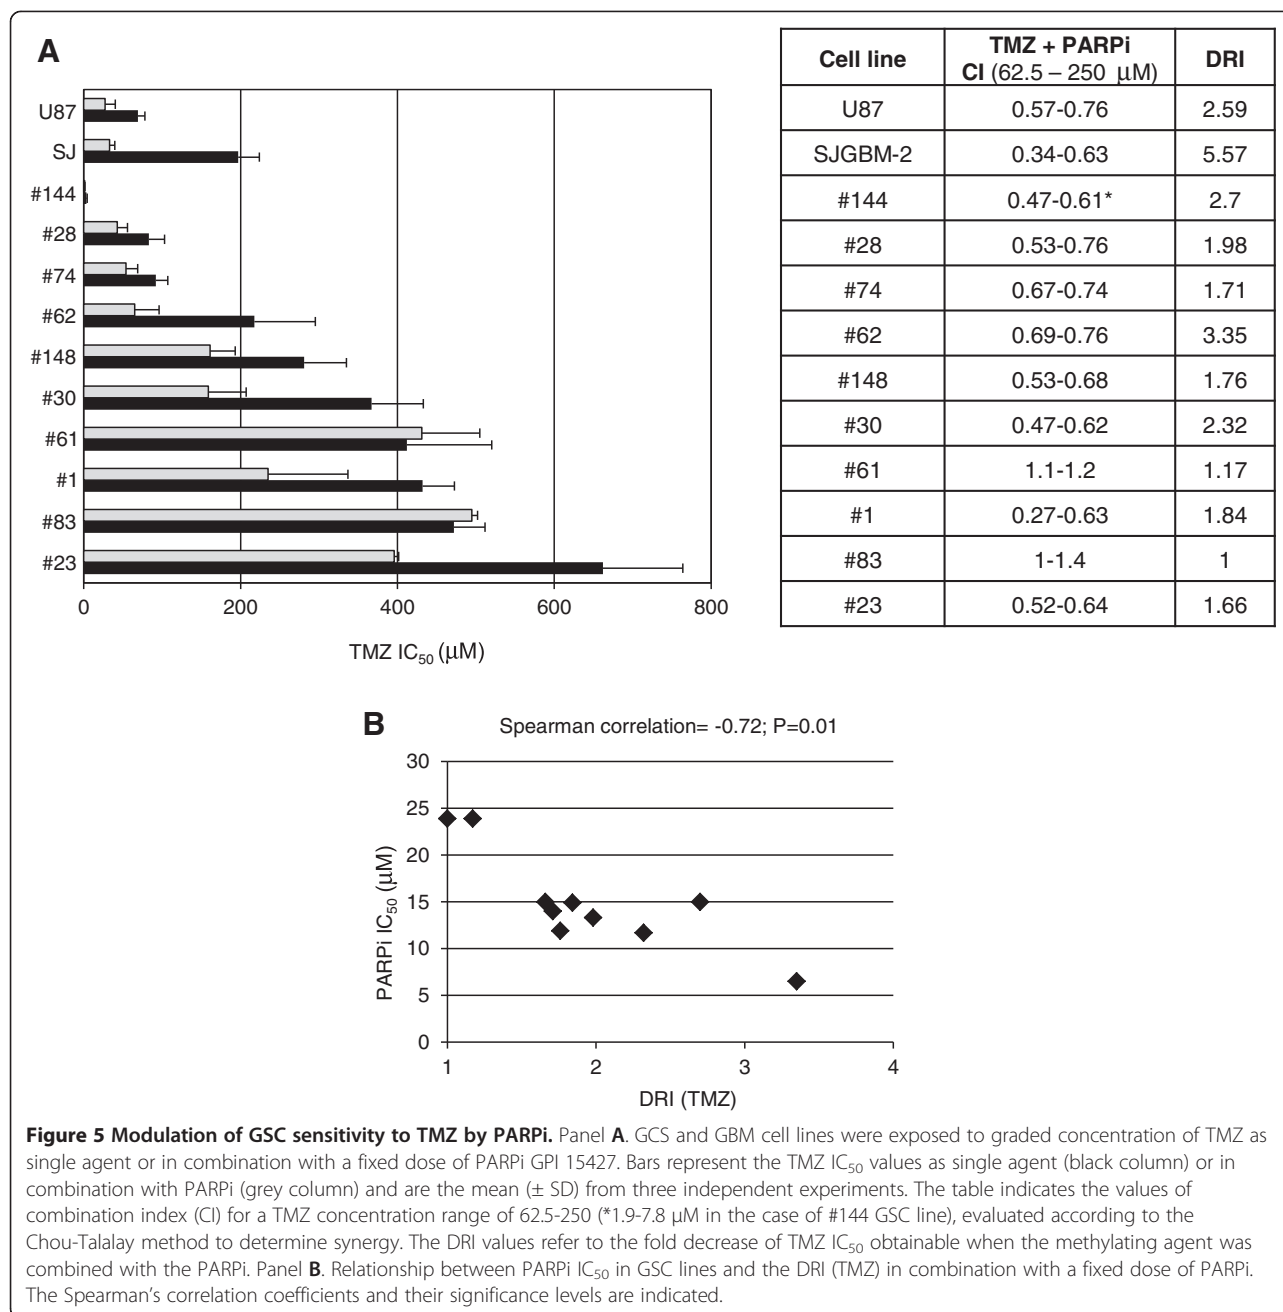 A
U87
SJ
#144
#28
#74
#62
#148
#30
#61
#1
#83
#23
0 200 400 600 800
TMZ IC50 (μM)
Cell line TMZ + PARPi CI (62.5 – 250 μM) DRI
U87 0.57-0.76 2.59
SJGBM-2 0.34-0.63 5.57
#144 0.47-0.61* 2.7
#28 0.53-0.76 1.98
#74 0.67-0.74 1.71
#62 0.69-0.76 3.35
#148 0.53-0.68 1.76
#30 0.47-0.62 2.32
#61 1.1-1.2 1.17
#1 0.27-0.63 1.84
#83 1-1.4 1
#23 0.52-0.64 1.66
B
Spearman correlation= -0.72; P=0.01
PARPi IC50 (μM)
30
25
20
15
10
5
0
1 2 3 4
DRI (TMZ)
Figure 5 Modulation of GSC sensitivity to TMZ by PARPi. Panel A. GCS and GBM cell lines were exposed to graded concentration of TMZ as
single agent or in combination with a fixed dose of PARPi GPI 15427. Bars represent the TMZ IC50 values as single agent (black column) or in
combination with PARPi (grey column) and are the mean (± SD) from three independent experiments. The table indicates the values of
combination index (CI) for a TMZ concentration range of 62.5-250 (*1.9-7.8 μM in the case of #144 GSC line), evaluated according to the
Chou-Talalay method to determine synergy. The DRI values refer to the fold decrease of TMZ IC50 obtainable when the methylating agent was
combined with the PARPi. Panel B. Relationship between PARPi IC50 in GSC lines and the DRI (TMZ) in combination with a fixed dose of PARPi.
The Spearman's correlation coefficients and their significance levels are indicated.